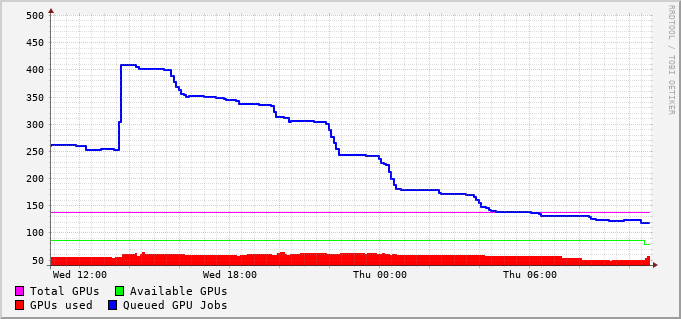 500
450
400
350
300
250
200
150
100
50
Wed 12:00 Wed 18:00 Thu 00:00 Thu 06:00
Total GPUs Available GPUs
GPUs used Queued GPU Jobs
RRDTOOL / TOBI OETIKER